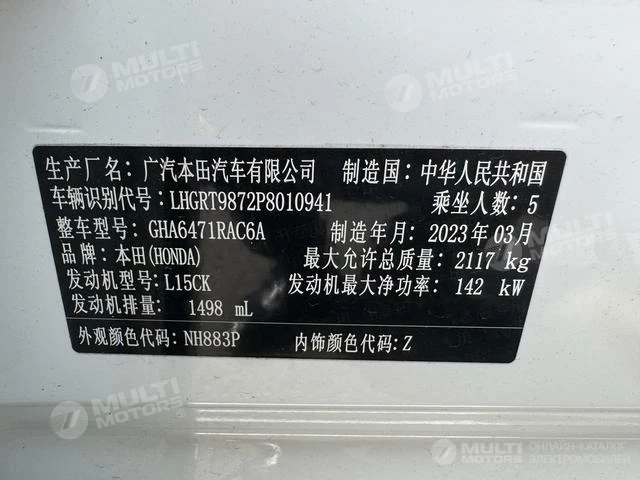 MULTI MOTORS®
MULTI MOTORS®
生产厂名：广汽本田汽车有限公司 制造国：中华人民共和国
车辆识别代号：LHGRT9872P8010941 乘坐人数：5
整车型号：GHA6471RAC6A 制造年月：2023年03月
品牌：本田(HONDA) 最大允许总质量：2117 kg
发动机型号：L15CK 发动机最大净功率：142 kW
发动机排量：1498 mL
外观颜色代码：NH883P 内饰颜色代码：Z
MULTI MOTORS®
MULTI MOTORS®
ОНЛАЙН-КАТАЛОГ
ЭЛЕКТРОМОБИЛЕЙ